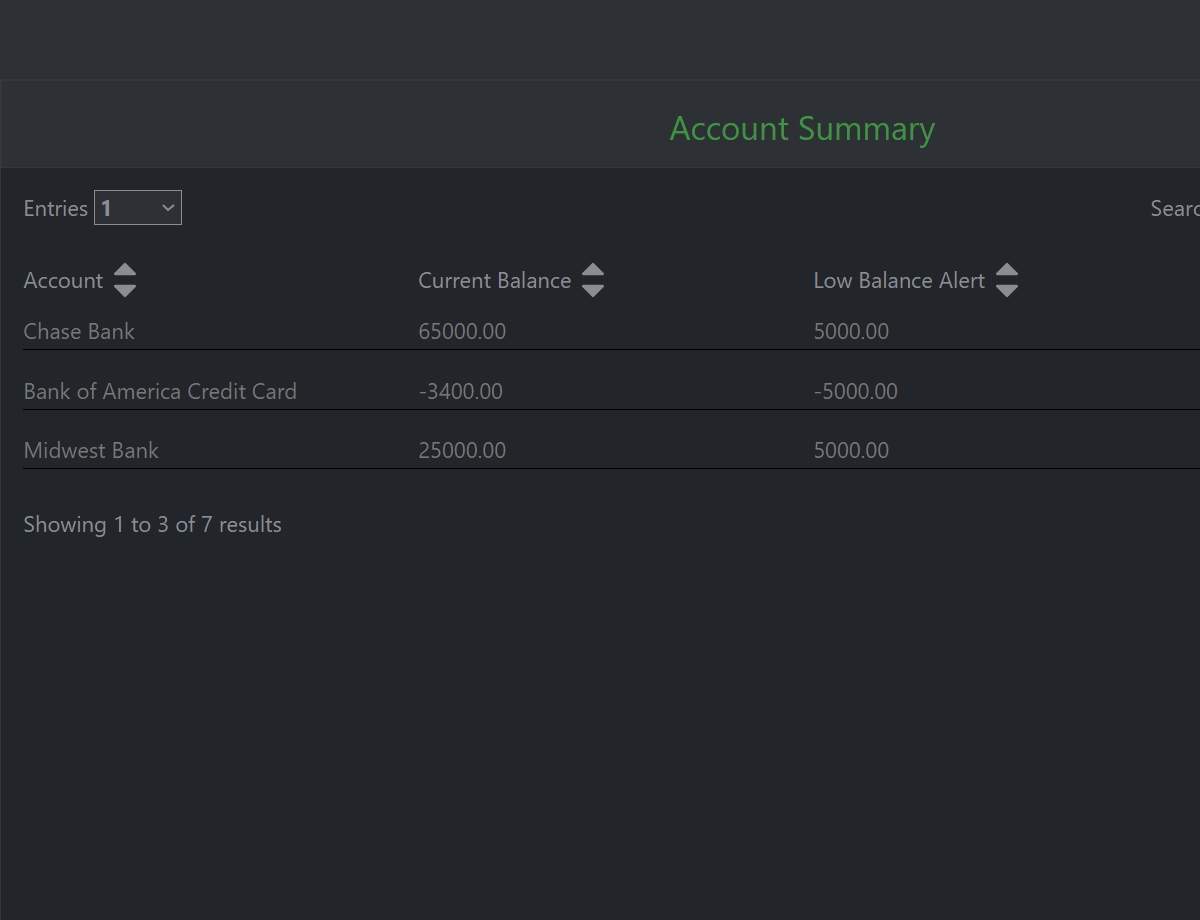 Account Summary
Entries 1
Account Current Balance Low Balance Alert
Chase Bank 65000.00 5000.00
Bank of America Credit Card -3400.00 -5000.00
Midwest Bank 25000.00 5000.00
Showing 1 to 3 of 7 results